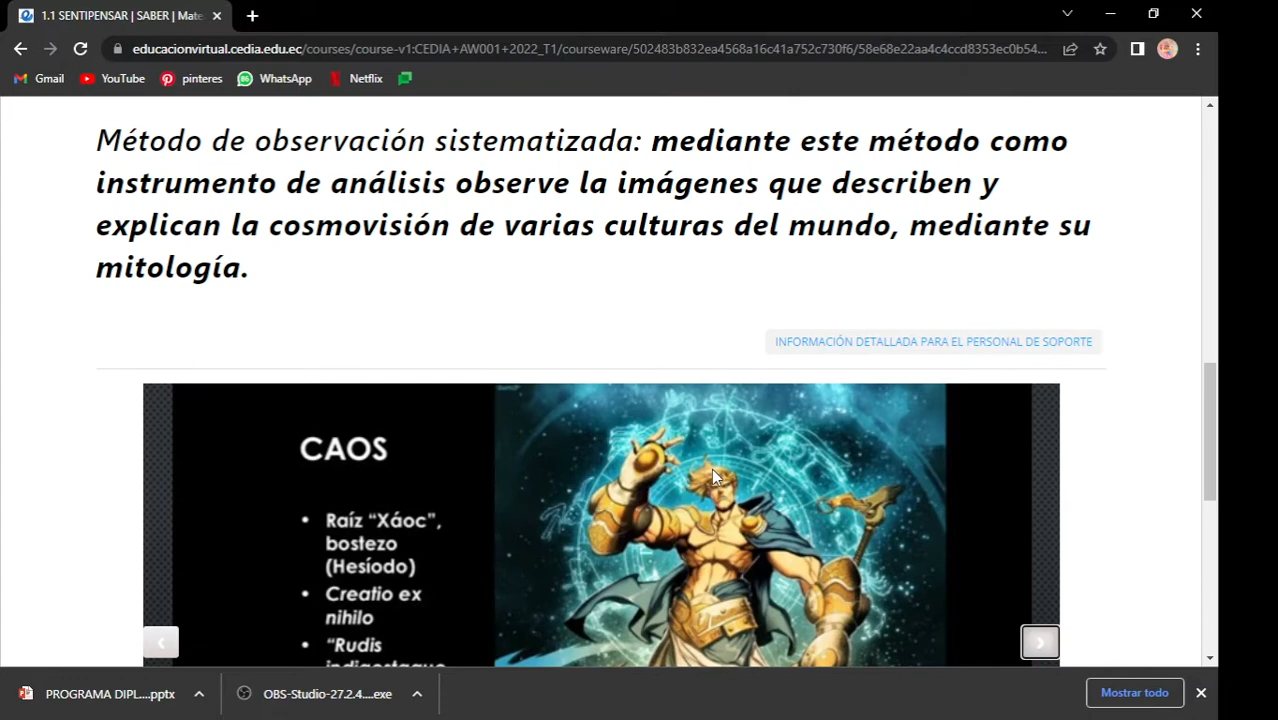 1.1 SENTIPENSAR | SABER | Mate
educacionvirtual.cedia.edu.ec/courses/course-v1:CEDIA+AW001+2022_T1/courseware/502483b832ea4568a16c41a752c730f6/58e68e22aa4c4ccd8353ec0b54...
Gmail YouTube pinteres WhatsApp Netflix
Método de observación sistematizada: mediante este método como
instrumento de análisis observe la imágenes que describen y
explican la cosmovisión de varias culturas del mundo, mediante su
mitología.
INFORMACIÓN DETALLADA PARA EL PERSONAL DE SOPORTE
CAOS
• Raíz “Xáoc”,
bostezo
(Hesíodo)
• Creatio ex
nihilo
• “Rudis
indigestaque
PROGRAMA DIPL....pptx OBS-Studio-27.2.4....exe Mostrar todo